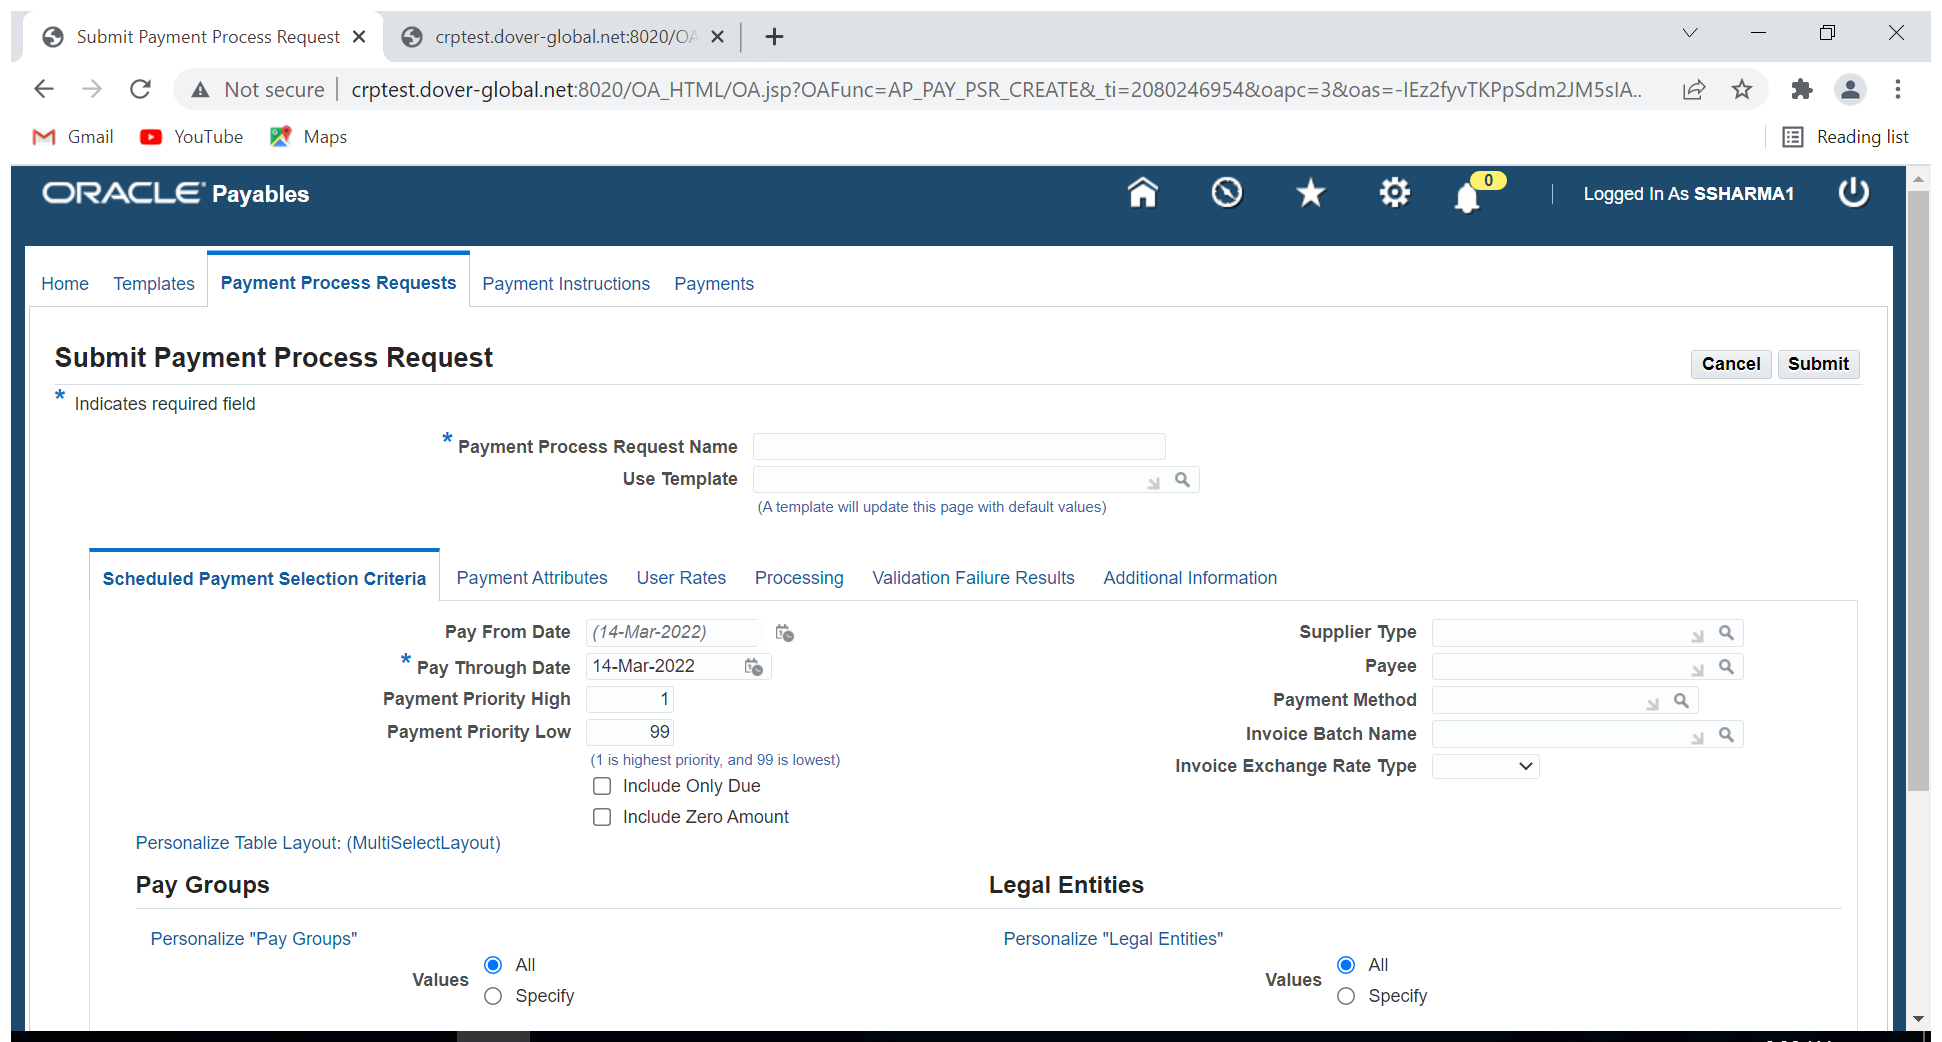 Submit Payment Process Request
crptest.dover-global.net:8020/OA
Not secure crptest.dover-global.net:8020/OA_HTML/OA.jsp?OAFunc=AP_PAY_PSR_CREATE&_ti=2080246954&oapc=3&oas=-IEz2fyvTKPpSdm2JM5sIA..
Gmail YouTube Maps Reading list
ORACLE Payables 0 Logged In As SSHARMA1
Home Templates Payment Process Requests Payment Instructions Payments
Submit Payment Process Request Cancel Submit
* Indicates required field
* Payment Process Request Name
Use Template
(A template will update this page with default values)
Scheduled Payment Selection Criteria Payment Attributes User Rates Processing Validation Failure Results Additional Information
Pay From Date (14-Mar-2022) Supplier Type
* Pay Through Date 14-Mar-2022 Payee
Payment Priority High 1 Payment Method
Payment Priority Low 99 Invoice Batch Name
(1 is highest priority, and 99 is lowest) Invoice Exchange Rate Type
Include Only Due
Include Zero Amount
Personalize Table Layout: (MultiSelectLayout)
Pay Groups Legal Entities
Personalize "Pay Groups" Personalize "Legal Entities"
Values All Values All
Specify Specify